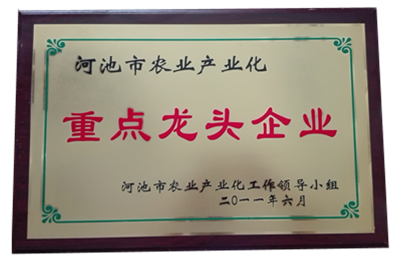 河池市农业产业化
重点龙头企业
河池市农业产业化工作领导小组
二〇一一年六月